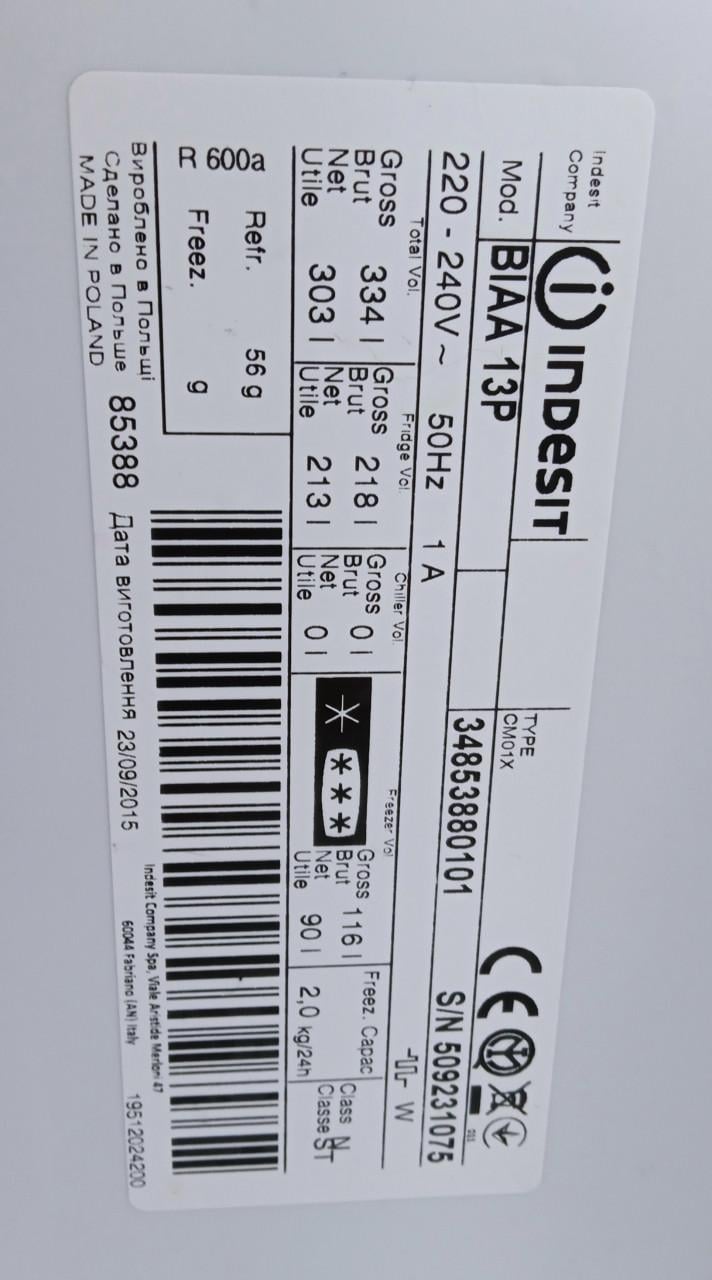 Indesit
Company
INDESIT
TYPE
CM01X
Mod. BIAA 13P
34853880101
S/N 509231075
220 - 240V ~ 50Hz 1 A
W
Total Vol.
Gross
Brut 334 l
Net
Utile 303 l
Fridge Vol.
Gross
Brut 218 l
Net
Utile 213 l
Chiller Vol.
Gross
Brut 0 l
Net
Utile 0 l
Freezer Vol
Gross
Brut 116 l
Net
Utile 90 l
Freez. Capac
2,0 kg/24h
Class N-
Classe ST
R 600a
Refr. 56 g
Freez. g
Вироблено в Польщі
Сделано в Польше
MADE IN POLAND
85388 Дата виготовлення 23/09/2015
Indesit Company Spa, Viale Aristide Merloni 47
60044 Fabriano (AN) Italy
19512024200